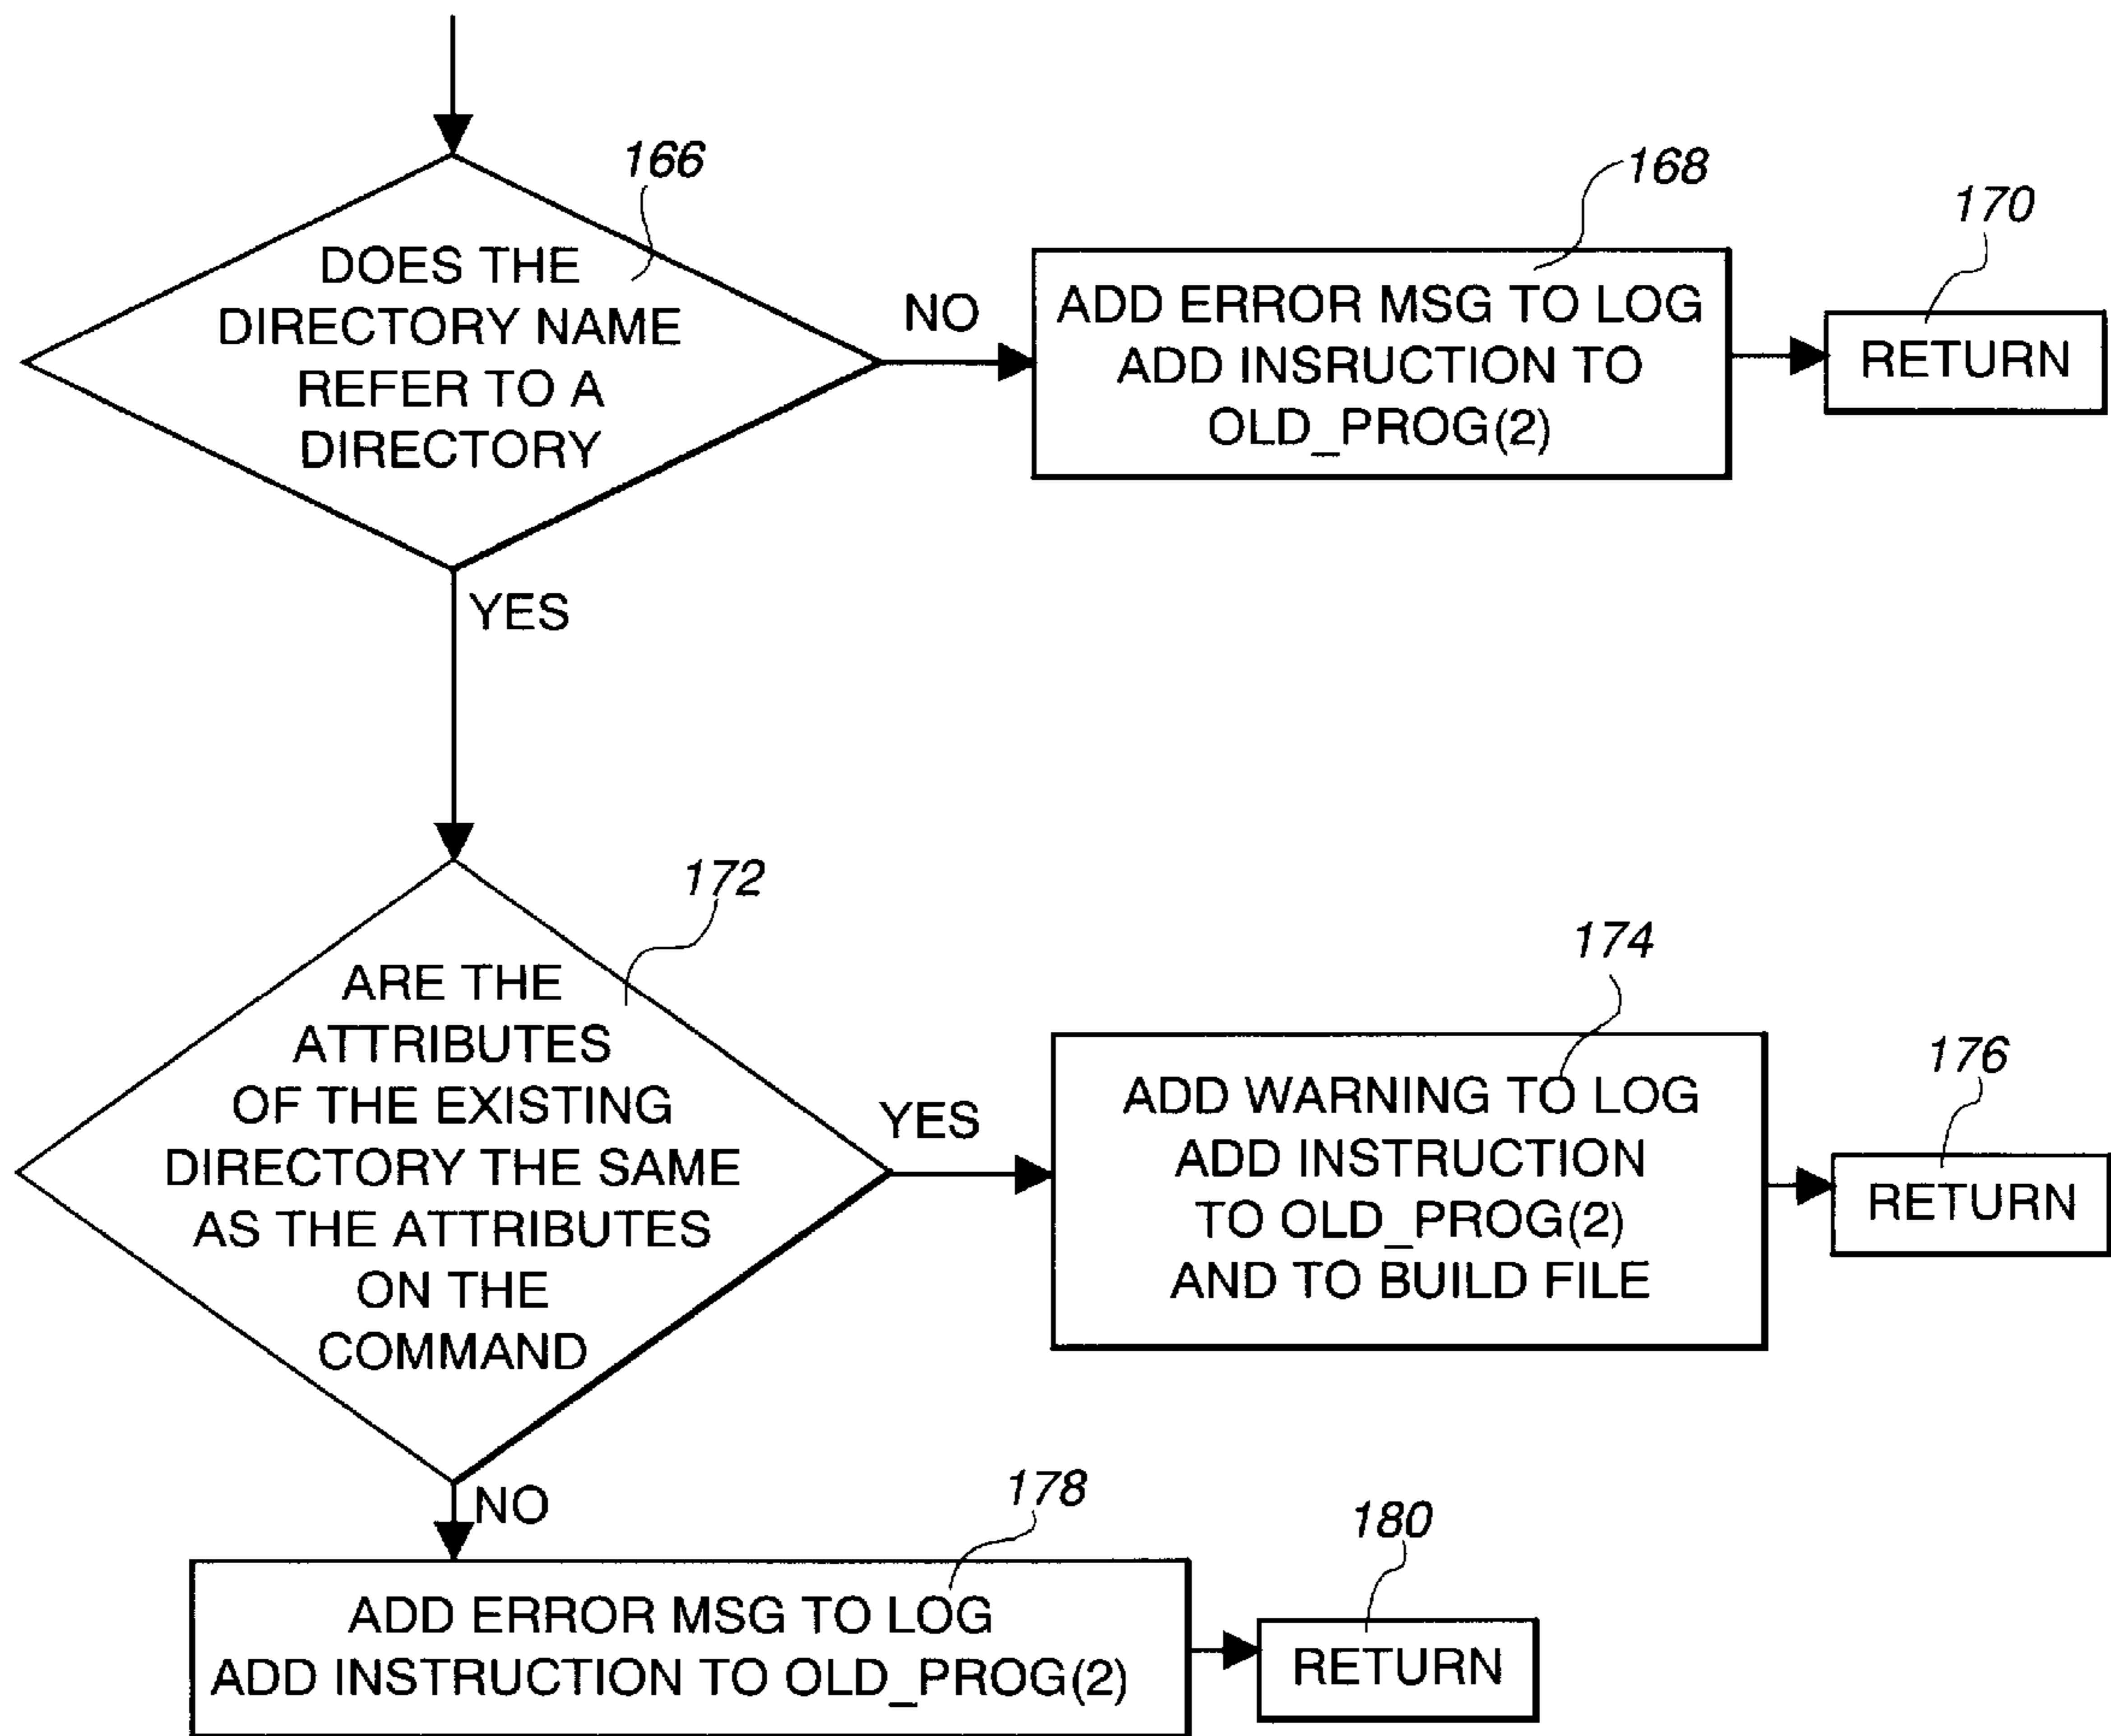 166
DOES THE
DIRECTORY NAME
REFER TO A
DIRECTORY
NO
168
ADD ERROR MSG TO LOG
ADD INSRUCTION TO
OLD_PROG(2)
170
RETURN
YES
172
ARE THE
ATTRIBUTES
OF THE EXISTING
DIRECTORY THE SAME
AS THE ATTRIBUTES
ON THE
COMMAND
YES
174
ADD WARNING TO LOG
ADD INSTRUCTION
TO OLD_PROG(2)
AND TO BUILD FILE
176
RETURN
NO
178
ADD ERROR MSG TO LOG
ADD INSTRUCTION TO OLD_PROG(2)
180
RETURN